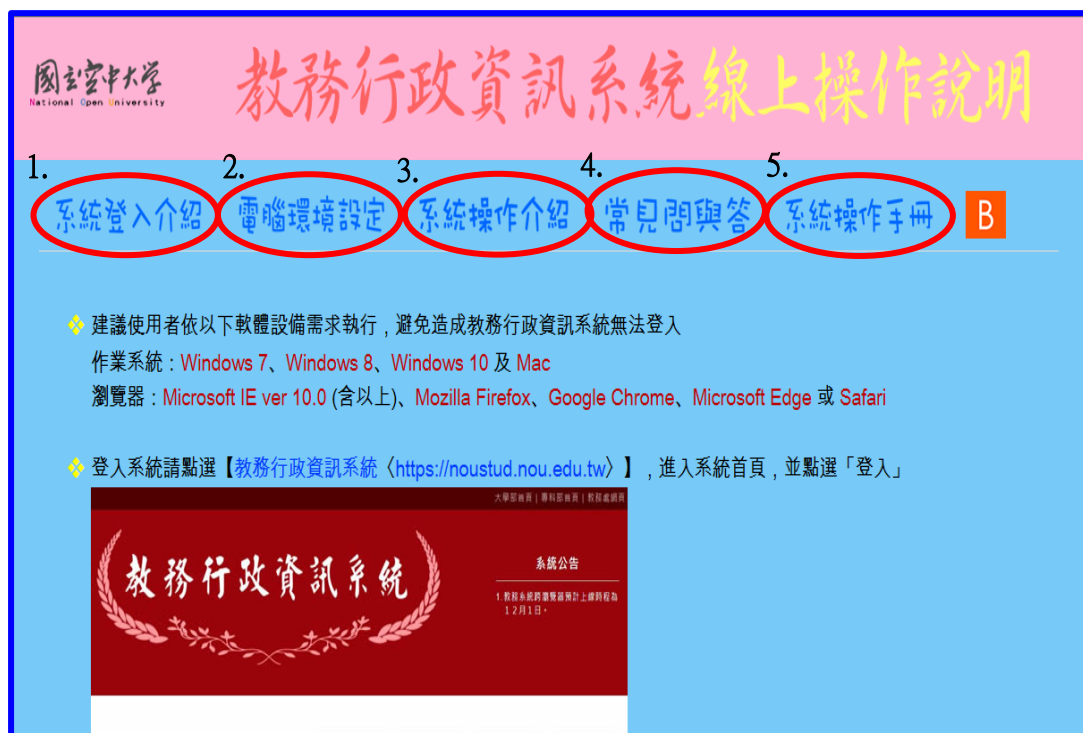 國立空中大學
National Open University
教務行政資訊系統線上操作說明
1. 2. 3. 4. 5.
系統登入介紹 電腦環境設定 系統操作介紹 常見問與答 系統操作手冊 B
建議使用者依以下軟體設備需求執行，避免造成教務行政資訊系統無法登入
作業系統：Windows 7、Windows 8、Windows 10 及 Mac
瀏覽器：Microsoft IE ver 10.0 (含以上)、Mozilla Firefox、Google Chrome、Microsoft Edge 或 Safari
登入系統請點選【教務行政資訊系統〈https://noustud.nou.edu.tw〉】，進入系統首頁，並點選「登入」
大學部首頁 | 專科部首頁 | 教務處網頁
教務行政資訊系統
系統公告
1.教務系統跨瀏覽器預計上線時程為
12月1日。